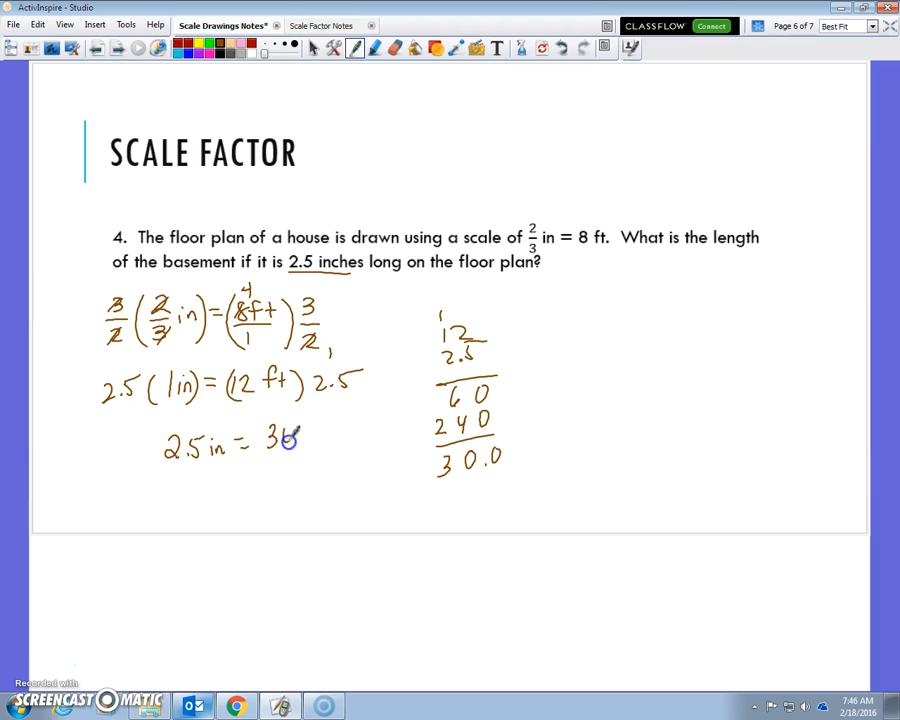 ActivInspire - Studio
File Edit View Insert Tools Help
Scale Drawings Notes*
Scale Factor Notes
CLASSFLOW Connect
Page 6 of 7
Best Fit
SCALE FACTOR
4. The floor plan of a house is drawn using a scale of 2/3 in = 8 ft. What is the length
of the basement if it is 2.5 inches long on the floor plan?
4
3/2 (2/3 in) = (8ft/1) 3/2
1
2.5 (1in) = (12 ft) 2.5
2.5 in = 30
1
12
2.5
60
240
30.0
Recorded with
SCREENCAST-O-MATIC
7:46 AM
2/18/2016